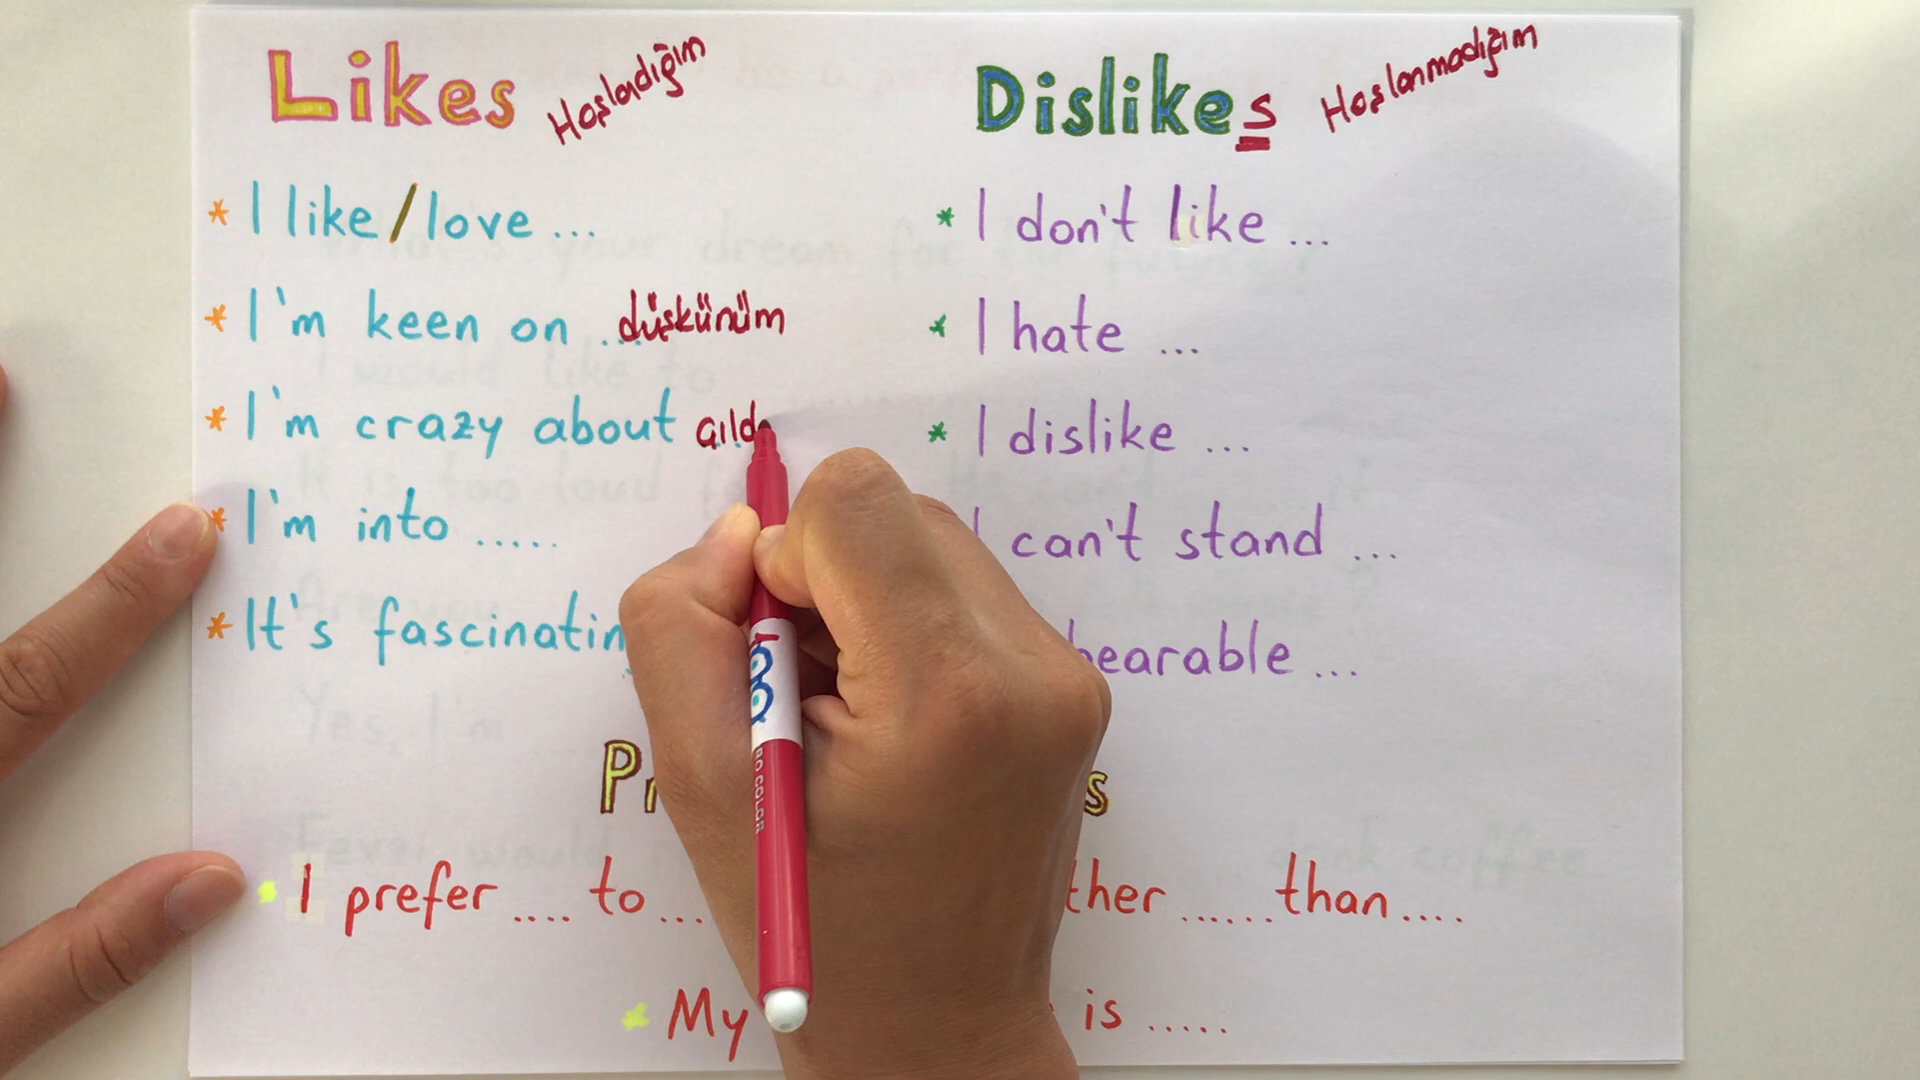 Likes Hoşladığım
* I like/love ...
* I'm keen on ... düşkünüm
* I'm crazy about
* I'm into .....
* It's
Dislikes Hoşlanmadığım
* I don't like ...
* I hate ...
* I dislike ...
can't stand ...
...
* I prefer .... to ...
...... than ....
* My is .....